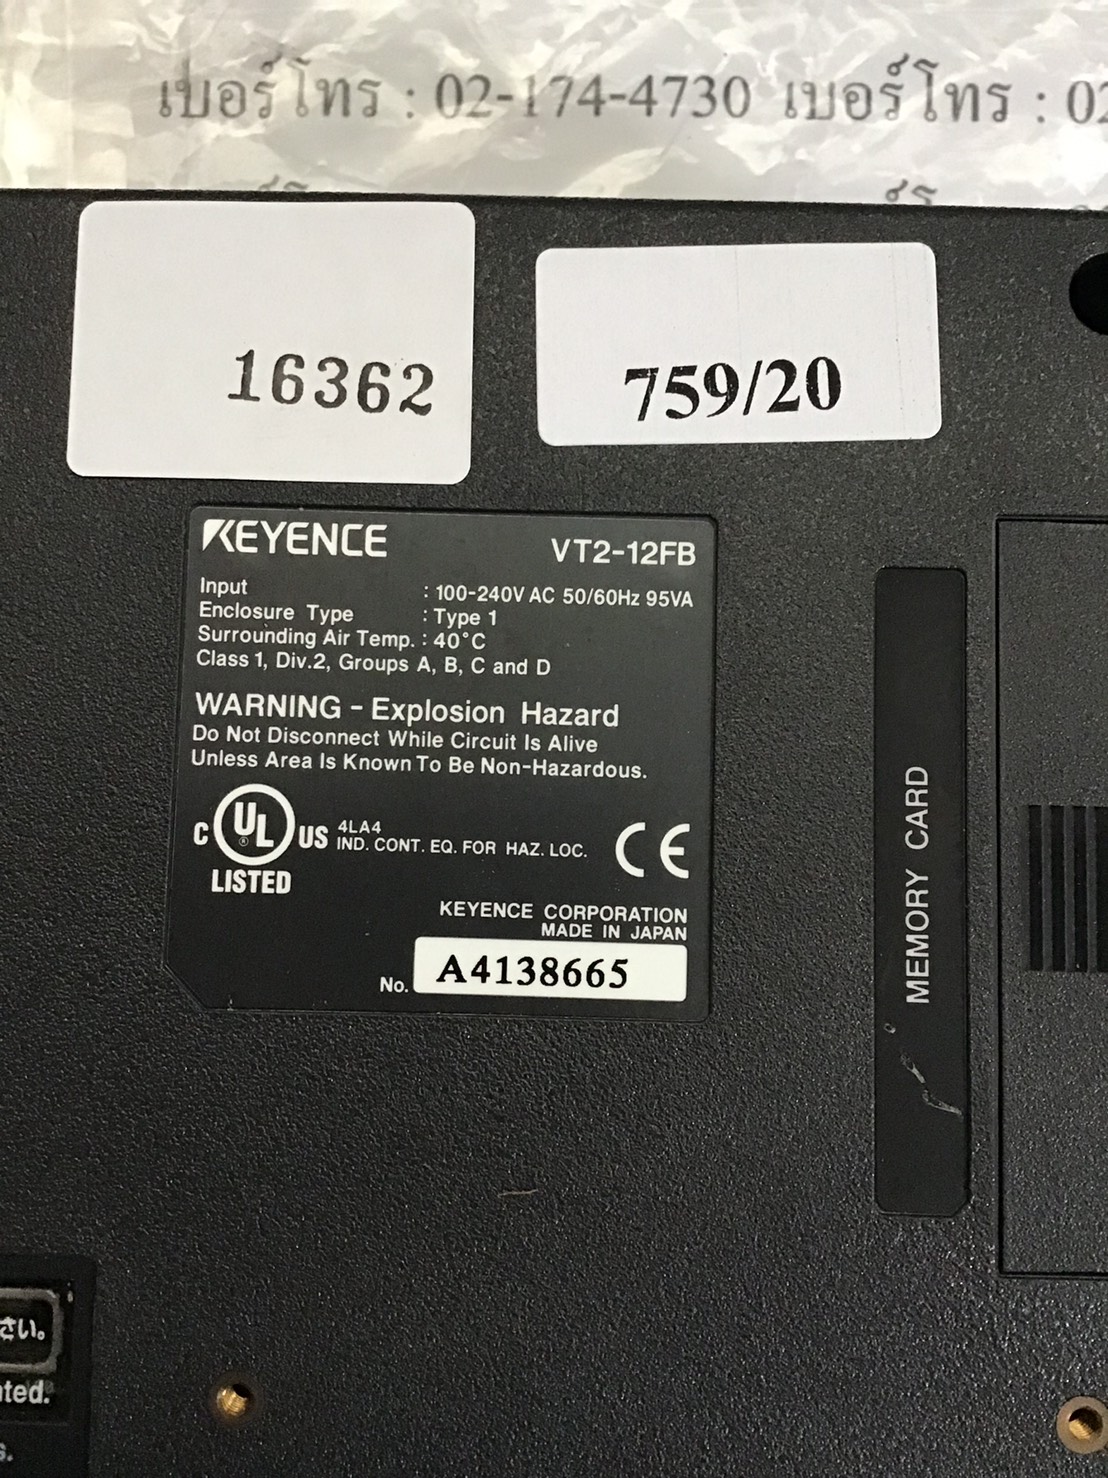 เบอร์โทร : 02-174-4730 เบอร์โทร : 02
16362
759/20
KEYENCE
VT2-12FB
Input : 100-240V AC 50/60Hz 95VA
Enclosure Type : Type 1
Surrounding Air Temp. : 40°C
Class 1, Div.2, Groups A, B, C and D
WARNING - Explosion Hazard
Do Not Disconnect While Circuit Is Alive
Unless Area Is Known To Be Non-Hazardous.
C UL ® US
LISTED
4LA4
IND. CONT. EQ. FOR HAZ. LOC.
CE
KEYENCE CORPORATION
MADE IN JAPAN
No. A4138665
MEMORY CARD
さい。
ted.
s.